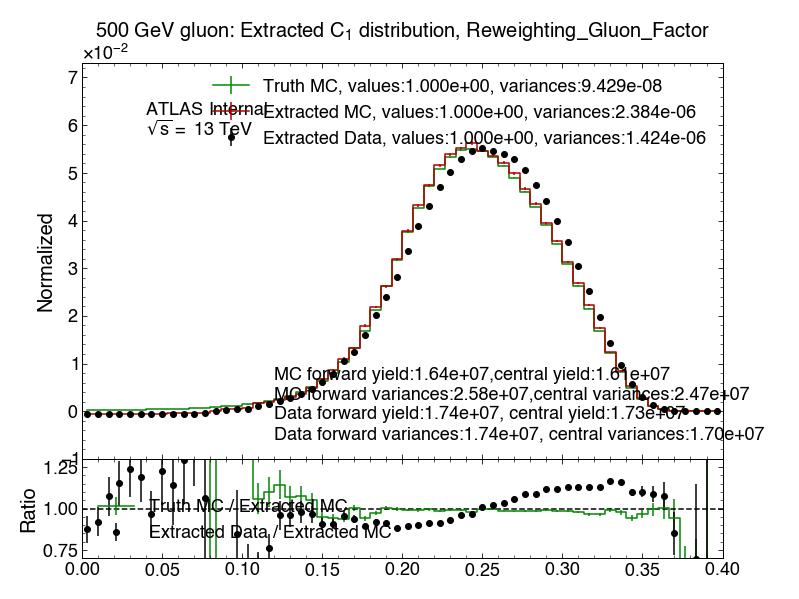 500 GeV gluon: Extracted C1 distribution, Reweighting_Gluon_Factor
×10−2
Truth MC, values:1.000e+00, variances:9.429e-08
ATLAS Internal
Extracted MC, values:1.000e+00, variances:2.384e-06
√s = 13 TeV
Extracted Data, values:1.000e+00, variances:1.424e-06
Normalized
7
6
5
4
3
2
1
0
1
MC forward yield:1.64e+07,central yield:1.61e+07
MC forward variances:2.58e+07,central variances:2.47e+07
Data forward yield:1.74e+07, central yield:1.73e+07
Data forward variances:1.74e+07, central variances:1.70e+07
Ratio
1.25
1.00
0.75
Truth MC / Extracted MC
Extracted Data / Extracted MC
0.00 0.05 0.10 0.15 0.20 0.25 0.30 0.35 0.40